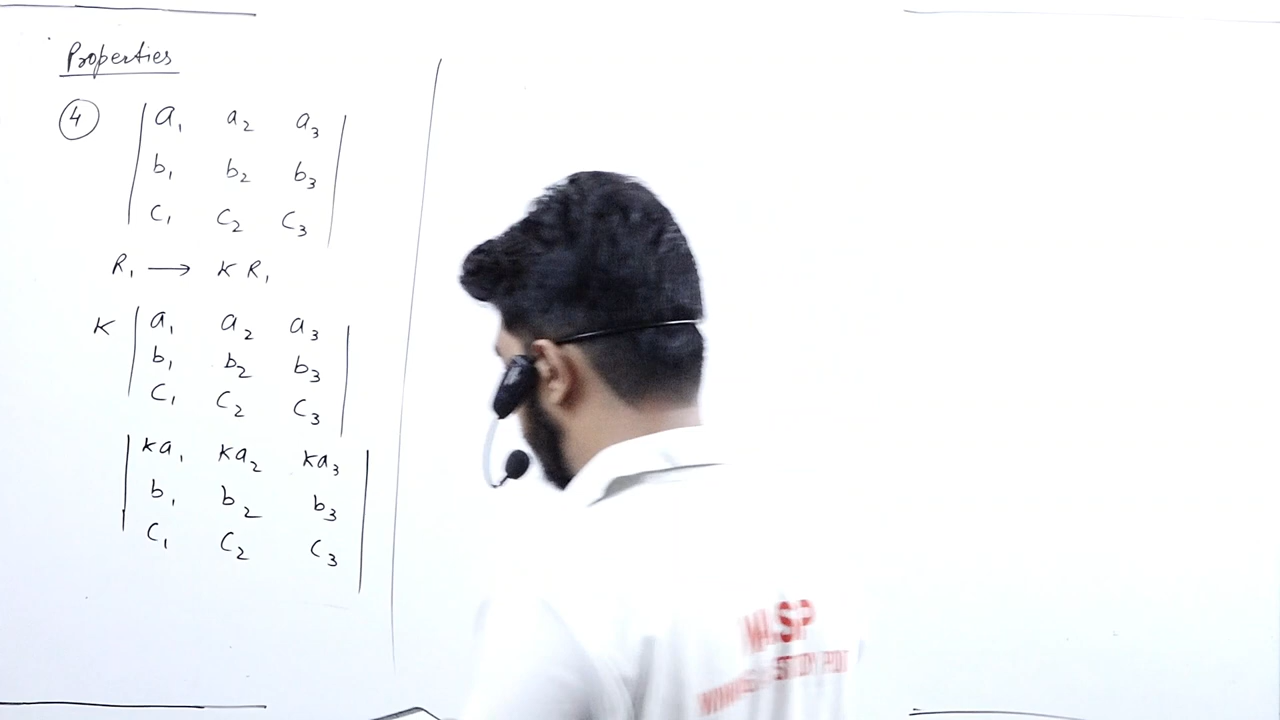 Properties
④ | a₁ a₂ a₃ |
| b₁ b₂ b₃ |
| c₁ c₂ c₃ |
R₁ → K R₁
K | a₁ a₂ a₃ |
| b₁ b₂ b₃ |
| c₁ c₂ c₃ |
| Ka₁ Ka₂ Ka₃ |
| b₁ b₂ b₃ |
| c₁ c₂ c₃ |